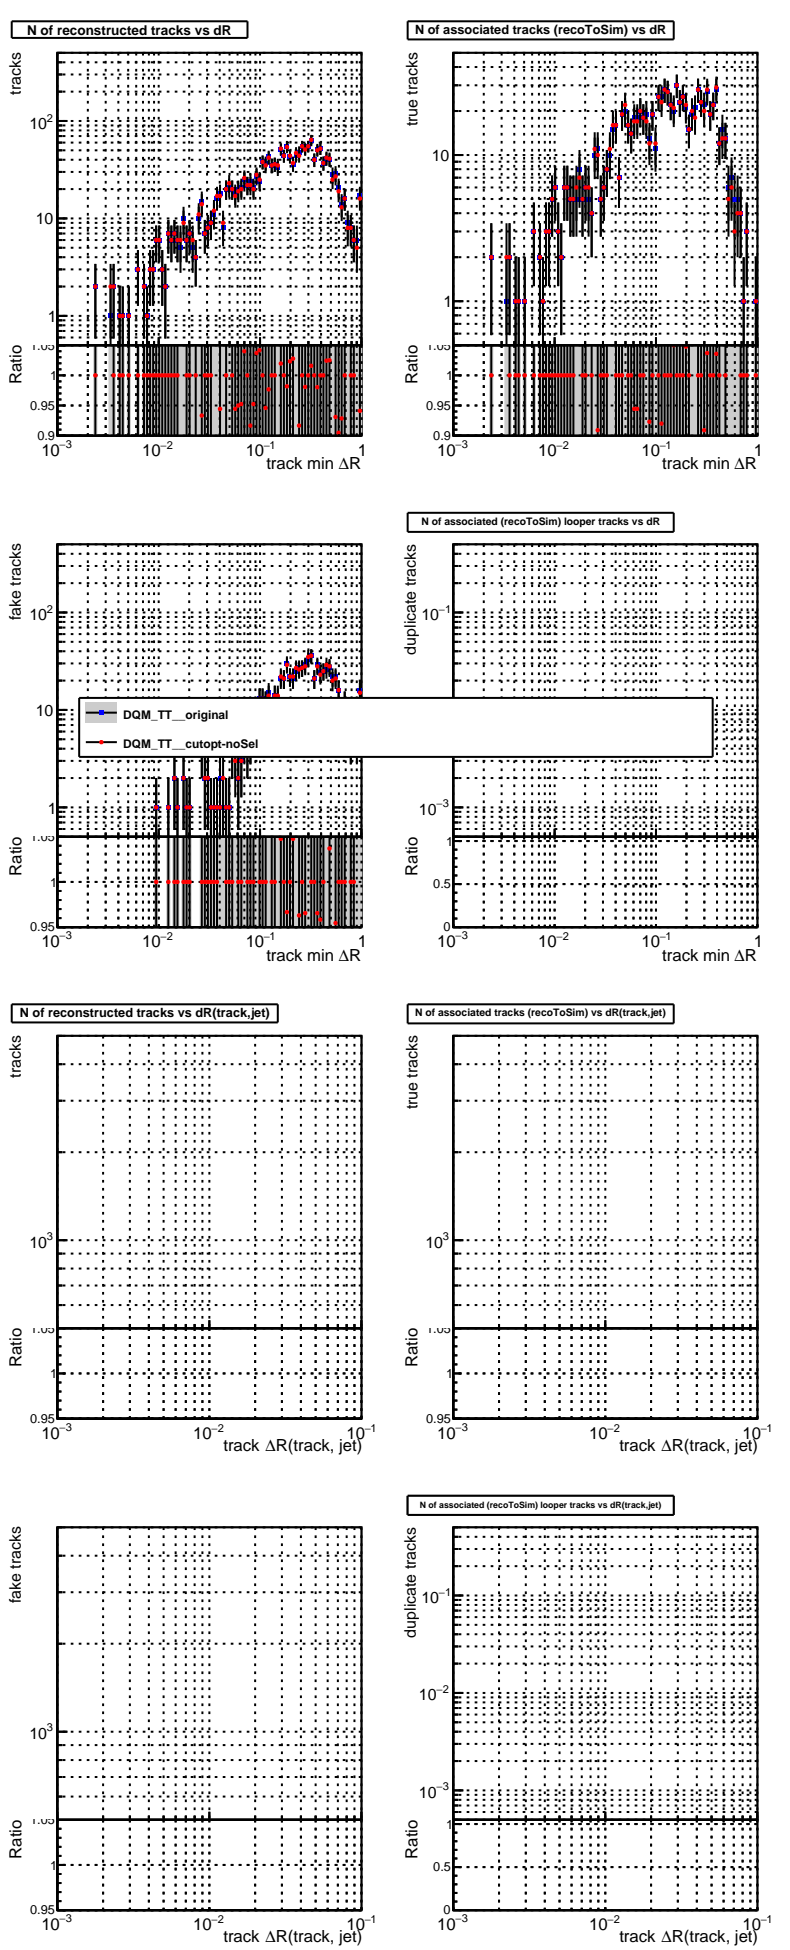 N of reconstructed tracks vs dR
tracks
10²
10
1
Ratio
1.05
1
0.95
0.9
10⁻³
10⁻²
10⁻¹
1
track min ΔR
N of associated tracks (recoToSim) vs dR
true tracks
10
1
Ratio
1.05
1
0.95
0.9
10⁻³
10⁻²
10⁻¹
1
track min ΔR
fake tracks
10²
10
1
Ratio
1.05
1
0.95
10⁻³
10⁻²
10⁻¹
1
track min ΔR
N of associated (recoToSim) looper tracks vs dR
duplicate tracks
10⁻¹
10⁻³
Ratio
1
0.5
0
10⁻³
10⁻²
10⁻¹
1
track min ΔR
DQM_TT__original
DQM_TT__cutopt-noSel
N of reconstructed tracks vs dR(track,jet)
tracks
10³
Ratio
1.05
1
0.95
10⁻³
10⁻²
10⁻¹
track ΔR(track, jet)
N of associated tracks (recoToSim) vs dR(track,jet)
true tracks
10³
Ratio
1.05
1
0.95
10⁻³
10⁻²
10⁻¹
track ΔR(track, jet)
fake tracks
10³
Ratio
1.05
1
0.95
10⁻³
10⁻²
10⁻¹
track ΔR(track, jet)
N of associated (recoToSim) looper tracks vs dR(track,jet)
duplicate tracks
10⁻¹
10⁻²
10⁻³
Ratio
1
0.5
0
10⁻³
10⁻²
10⁻¹
track ΔR(track, jet)